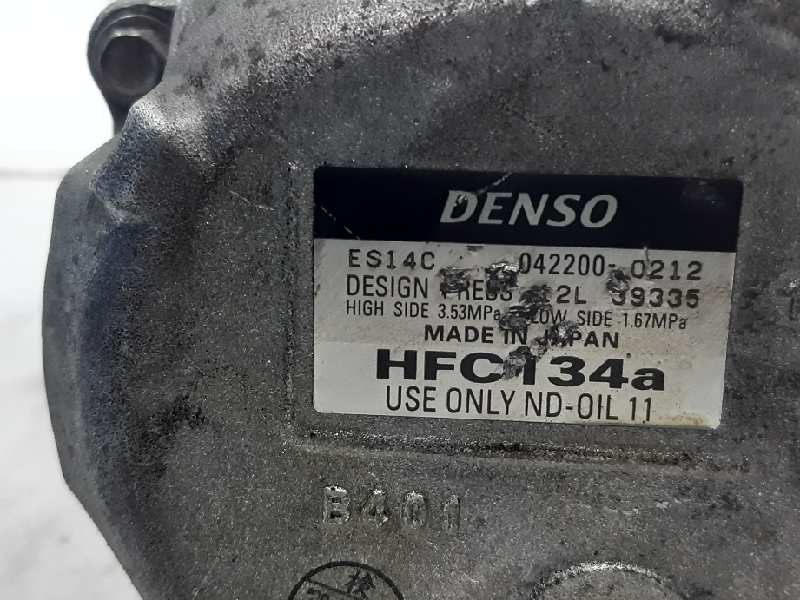 DENSO
ES14C 042200-0212
DESIGN PRESS 2L 39335
HIGH SIDE 3.53MPa LOW SIDE 1.67MPa
MADE IN JAPAN
HFC134a
USE ONLY ND-OIL 11
B401
検